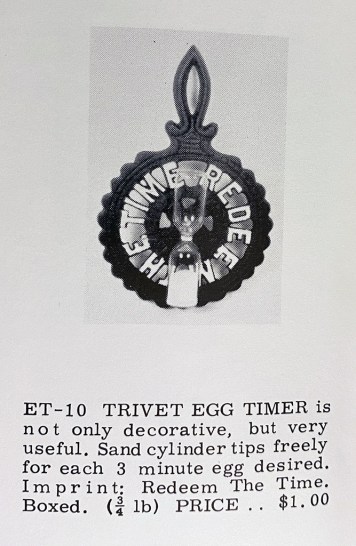 REDEEM
THE TIME
ET-10 TRIVET EGG TIMER is
not only decorative, but very
useful. Sand cylinder tips freely
for each 3 minute egg desired.
Imprint: Redeem The Time.
Boxed. (¾ lb) PRICE .. $1.00